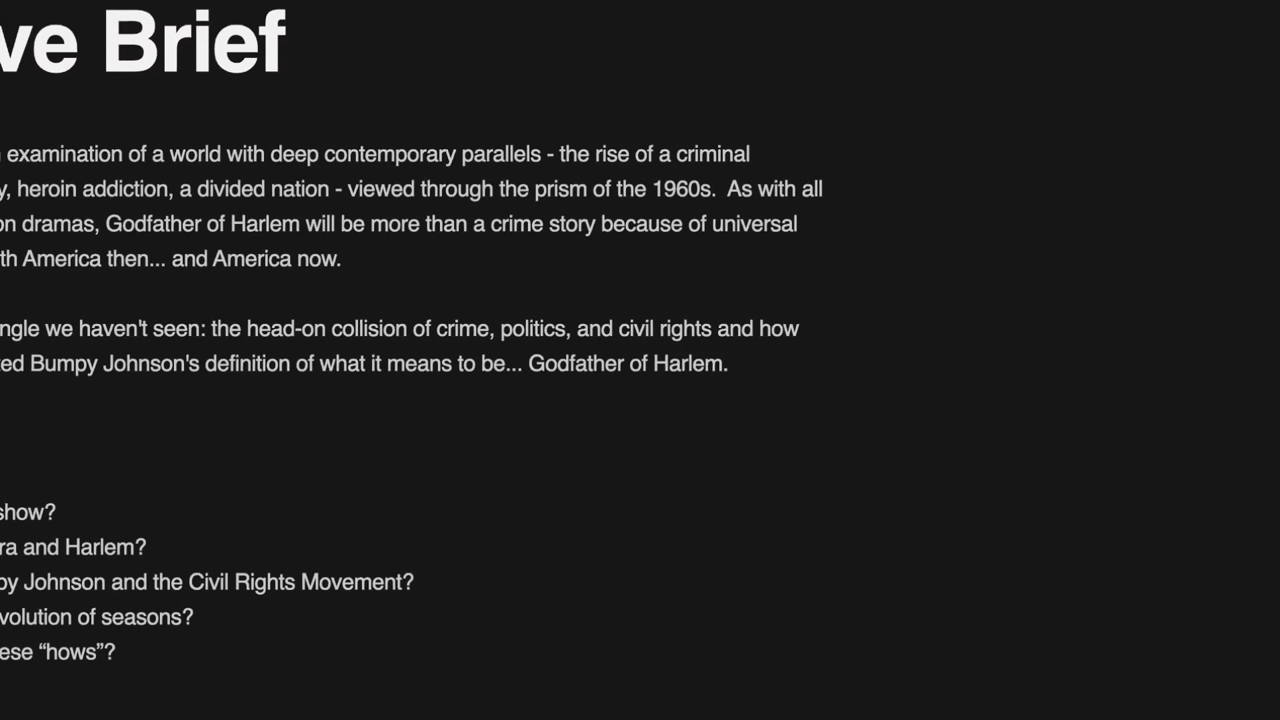 ve Brief
examination of a world with deep contemporary parallels - the rise of a criminal
y, heroin addiction, a divided nation - viewed through the prism of the 1960s.  As with all
on dramas, Godfather of Harlem will be more than a crime story because of universal
th America then... and America now.
ngle we haven't seen: the head-on collision of crime, politics, and civil rights and how
ted Bumpy Johnson's definition of what it means to be... Godfather of Harlem.
show?
ra and Harlem?
py Johnson and the Civil Rights Movement?
volution of seasons?
ese “hows”?